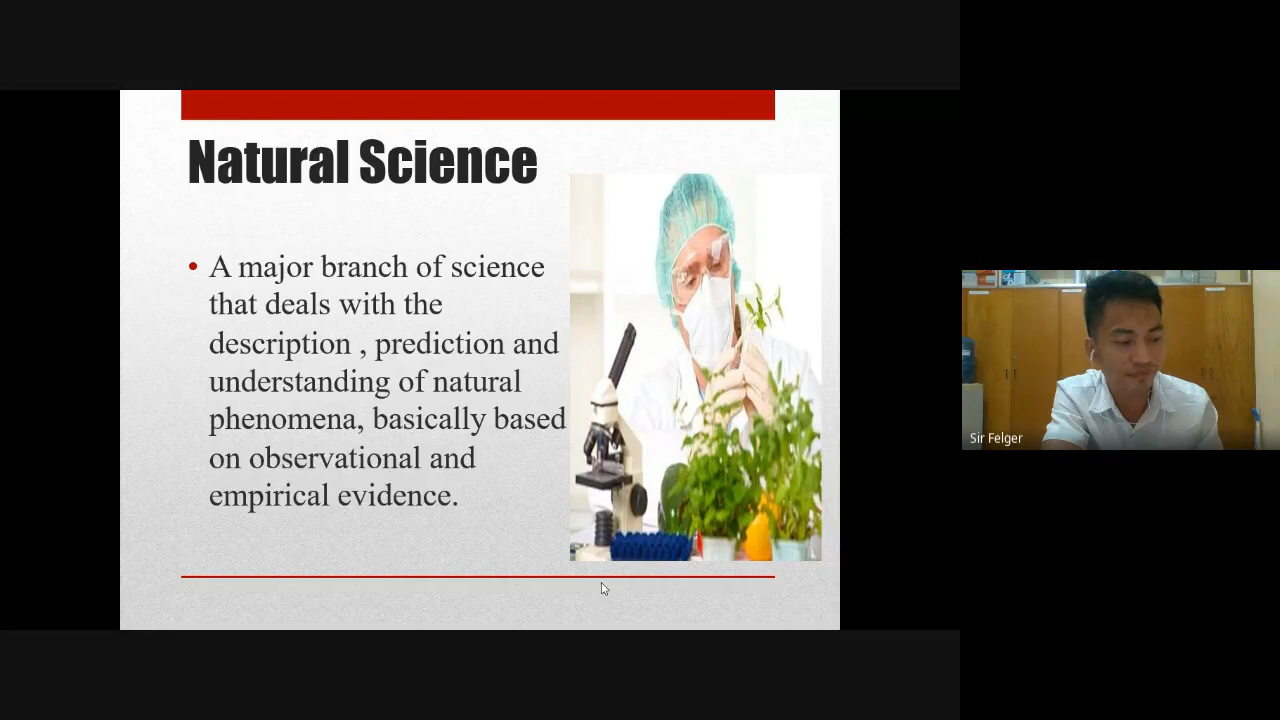 Natural Science
• A major branch of science
that deals with the
description , prediction and
understanding of natural
phenomena, basically based
on observational and
empirical evidence.
Sir Felger